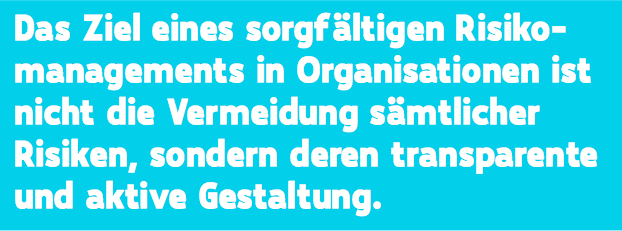 Das Ziel eines sorgfältigen Risiko-
managements in Organisationen ist
nicht die Vermeidung sämtlicher
Risiken, sondern deren transparente
und aktive Gestaltung.